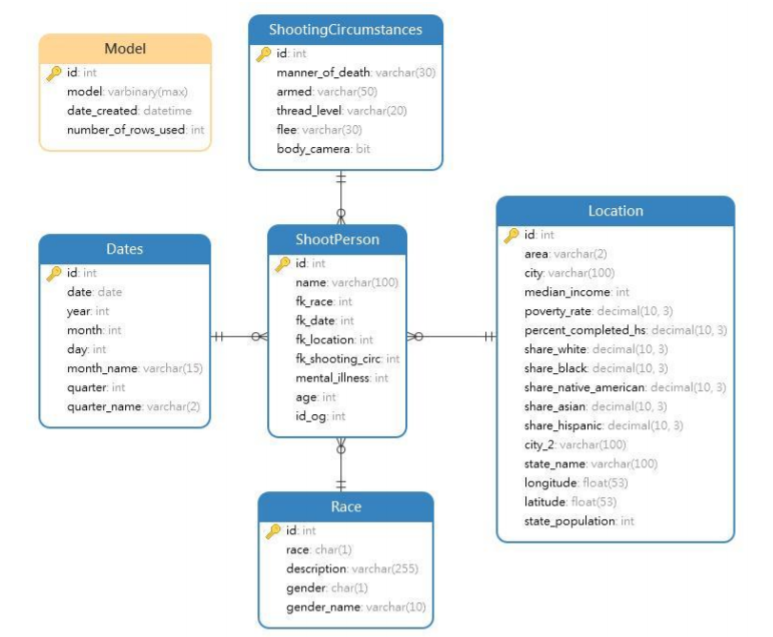 Model
id: int
model: varbinary(max)
date_created: datetime
number_of_rows_used: int
ShootingCircumstances
id: int
manner_of_death: varchar(30)
armed: varchar(50)
thread_level: varchar(20)
flee: varchar(30)
body_camera: bit
Dates
id: int
date: date
year: int
month: int
day: int
month_name: varchar(15)
quarter: int
quarter_name: varchar(2)
ShootPerson
id: int
name: varchar(100)
fk_race: int
fk_date: int
fk_location: int
fk_shooting_circ: int
mental_illness: int
age: int
id_og: int
Location
id: int
area: varchar(2)
city: varchar(100)
median_income: int
poverty_rate: decimal(10, 3)
percent_completed_hs: decimal(10, 3)
share_white: decimal(10, 3)
share_black: decimal(10, 3)
share_native_american: decimal(10, 3)
share_asian: decimal(10, 3)
share_hispanic: decimal(10, 3)
city_2: varchar(100)
state_name: varchar(100)
longitude: float(53)
latitude: float(53)
state_population: int
Race
id: int
race: char(1)
description: varchar(255)
gender: char(1)
gender_name: varchar(10)